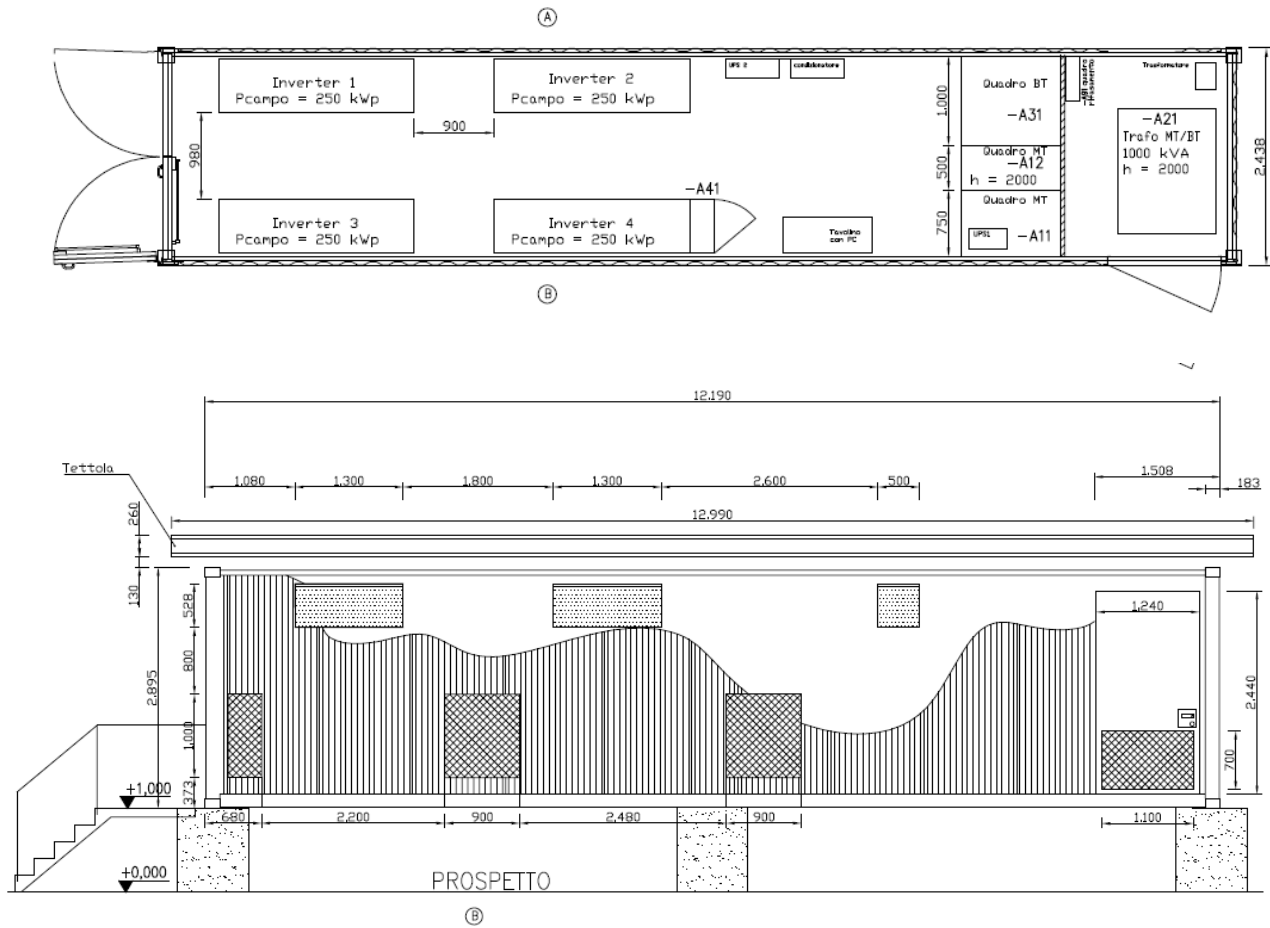 A
Inverter 1
Pcampo = 250 kWp
Inverter 2
Pcampo = 250 kWp
UPS 2
condizionatore
Quadro BT
-A31
-A91 quadro
rifasamento
Trasformatore
-A21
Trafo MT/BT
1000 kVA
h = 2000
900
980
1.000
500
750
2.438
Quadro MT
-A12
h = 2000
Quadro MT
UPS1
-A11
-A41
Inverter 3
Pcampo = 250 kWp
Inverter 4
Pcampo = 250 kWp
Tavolino
con PC
B
12.190
Tettola
1.080
1.300
1.800
1.300
2.600
500
1.508
183
12.990
260
130
528
800
1.000
373
2.895
1.240
2.440
700
+1,000
680
2.200
900
2.480
900
1.100
+0,000
PROSPETTO
B